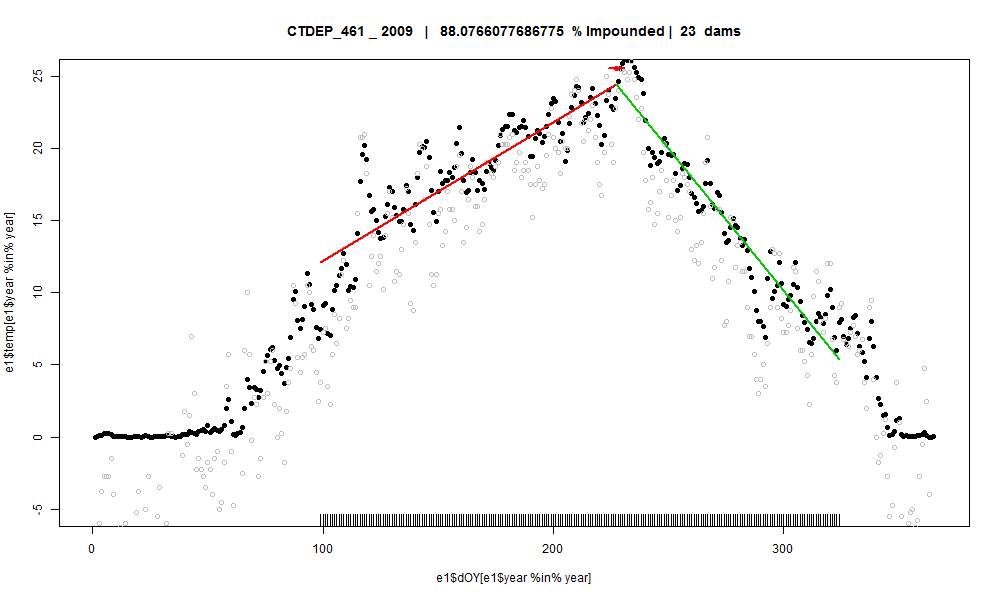 CTDEP_461 _ 2009 | 88.0766077686775 % Impounded | 23 dams
e1$temp[e1$year %in% year]
25
20
15
10
5
0
-5
0 100 200 300
e1$dOY[e1$year %in% year]